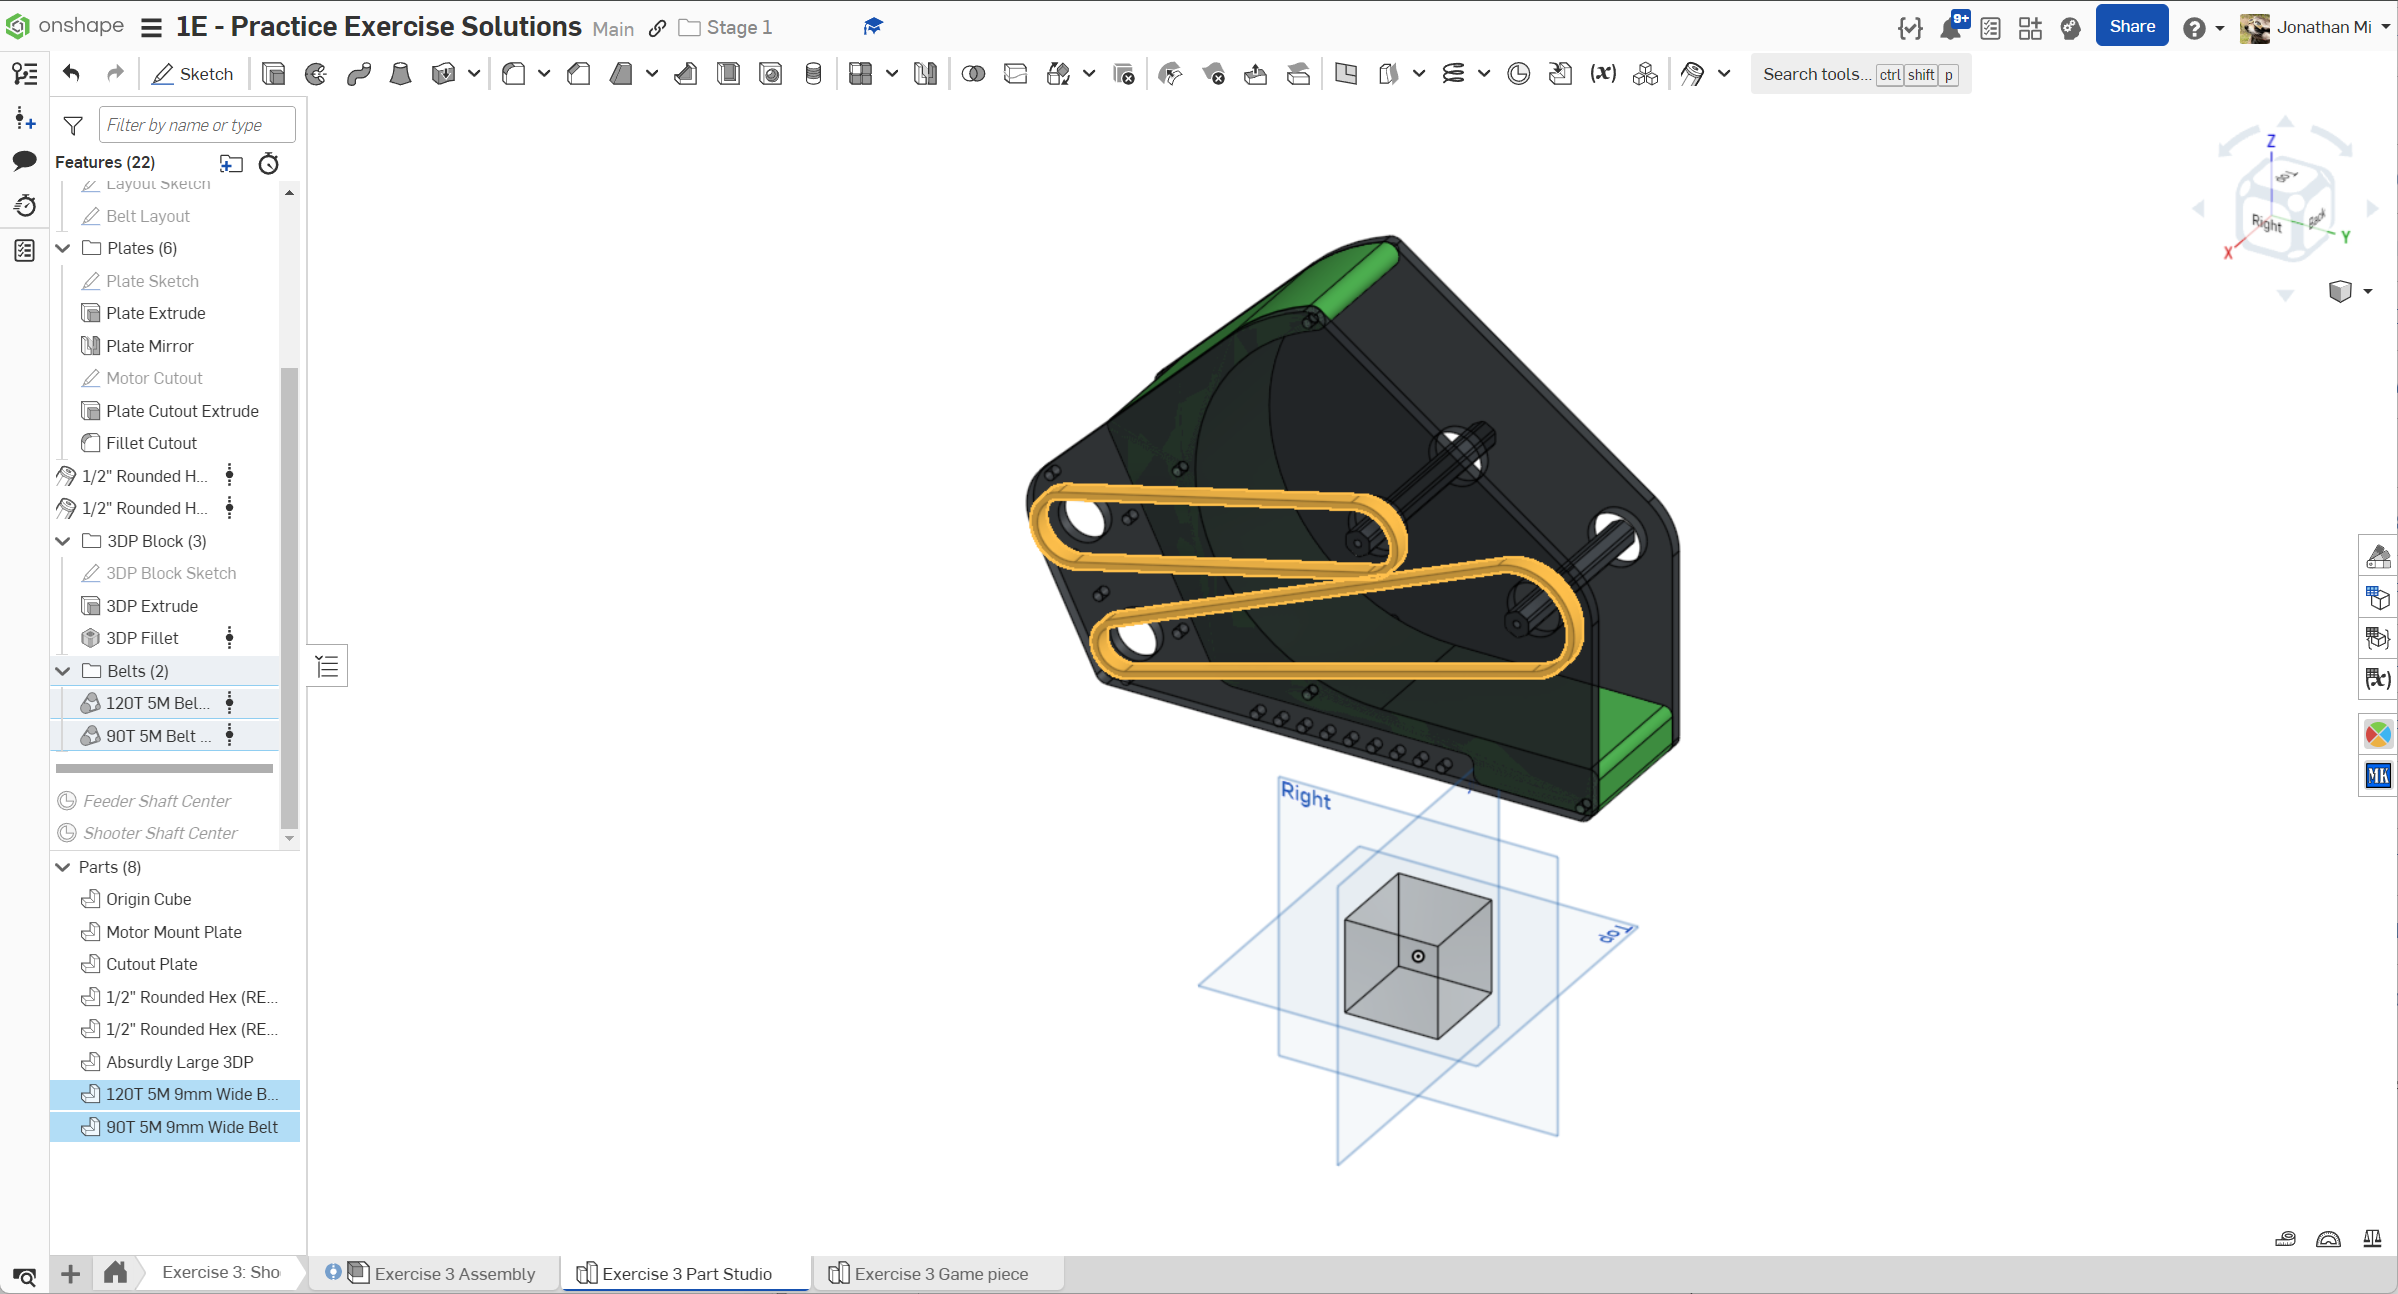 onshape
1E - Practice Exercise Solutions Main Stage 1
9+
Share
Jonathan Mi
Sketch
(x)
Search tools... ctrl shift p
Filter by name or type
Features (22)
Layout Sketch
Belt Layout
Plates (6)
Plate Sketch
Plate Extrude
Plate Mirror
Motor Cutout
Plate Cutout Extrude
Fillet Cutout
1/2" Rounded H...
1/2" Rounded H...
3DP Block (3)
3DP Block Sketch
3DP Extrude
3DP Fillet
Belts (2)
120T 5M Bel...
90T 5M Belt ...
Feeder Shaft Center
Shooter Shaft Center
Parts (8)
Origin Cube
Motor Mount Plate
Cutout Plate
1/2" Rounded Hex (RE...
1/2" Rounded Hex (RE...
Absurdly Large 3DP
120T 5M 9mm Wide B...
90T 5M 9mm Wide Belt
Z
Top
Right
Back
X
Y
Right
Top
(x)
MK
Exercise 3: Sho
Exercise 3 Assembly
Exercise 3 Part Studio
Exercise 3 Game piece